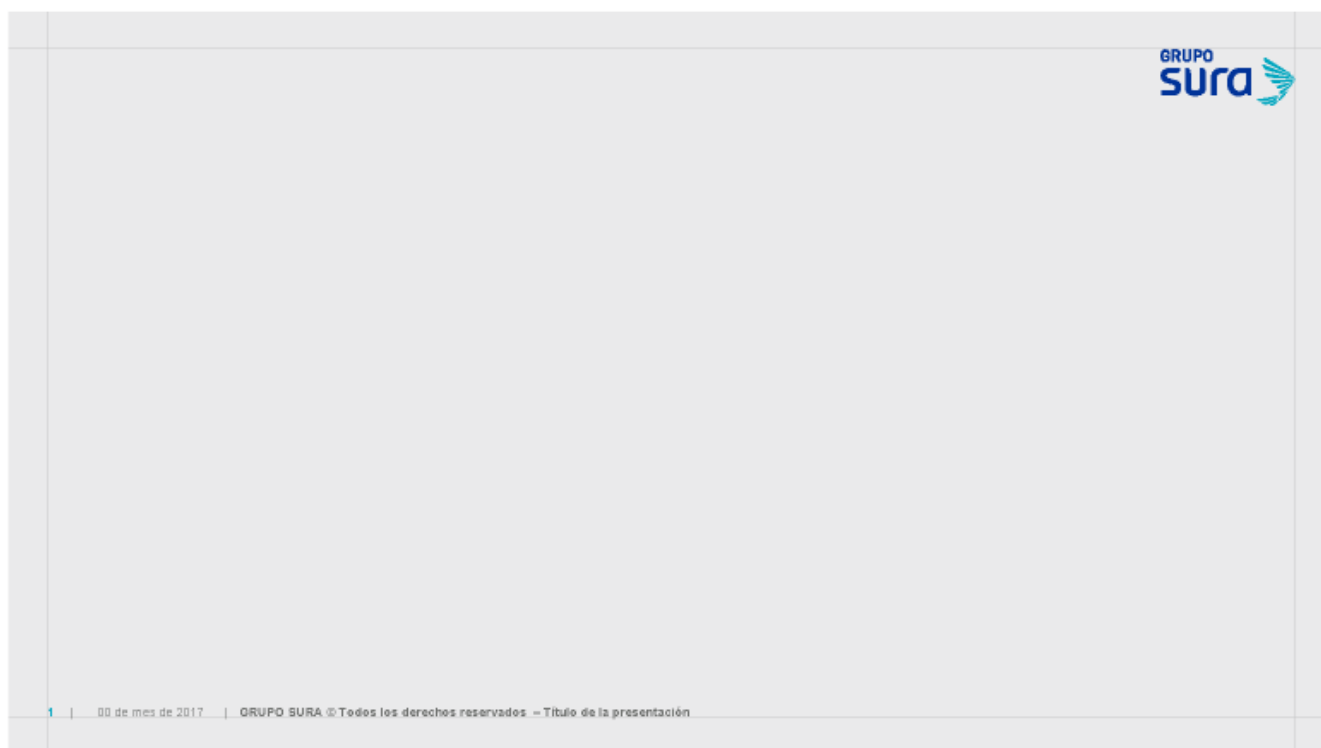 GRUPO
sura
1 | 00 de mes de 2017 | GRUPO SURA © Todos los derechos reservados – Título de la presentación